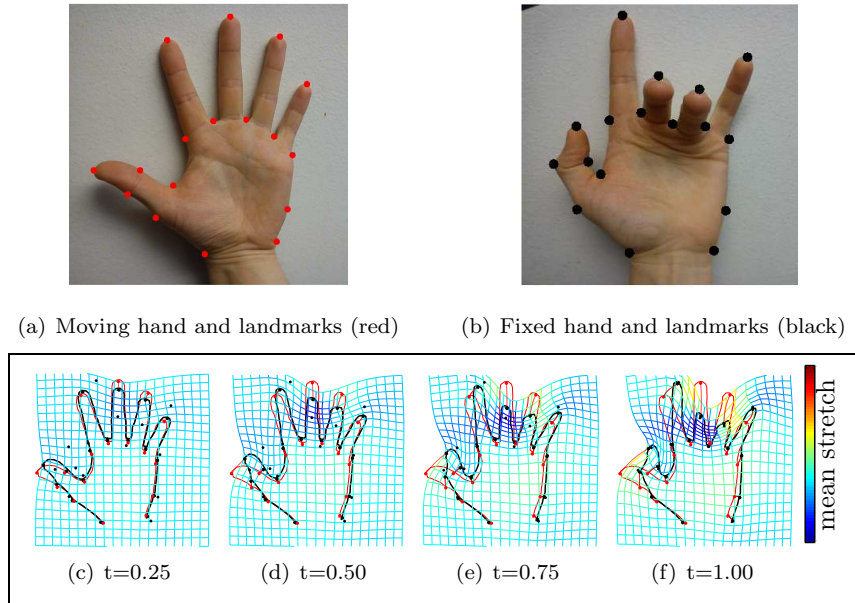 (a) Moving hand and landmarks (red)
(b) Fixed hand and landmarks (black)
mean stretch
(c) t=0.25
(d) t=0.50
(e) t=0.75
(f) t=1.00